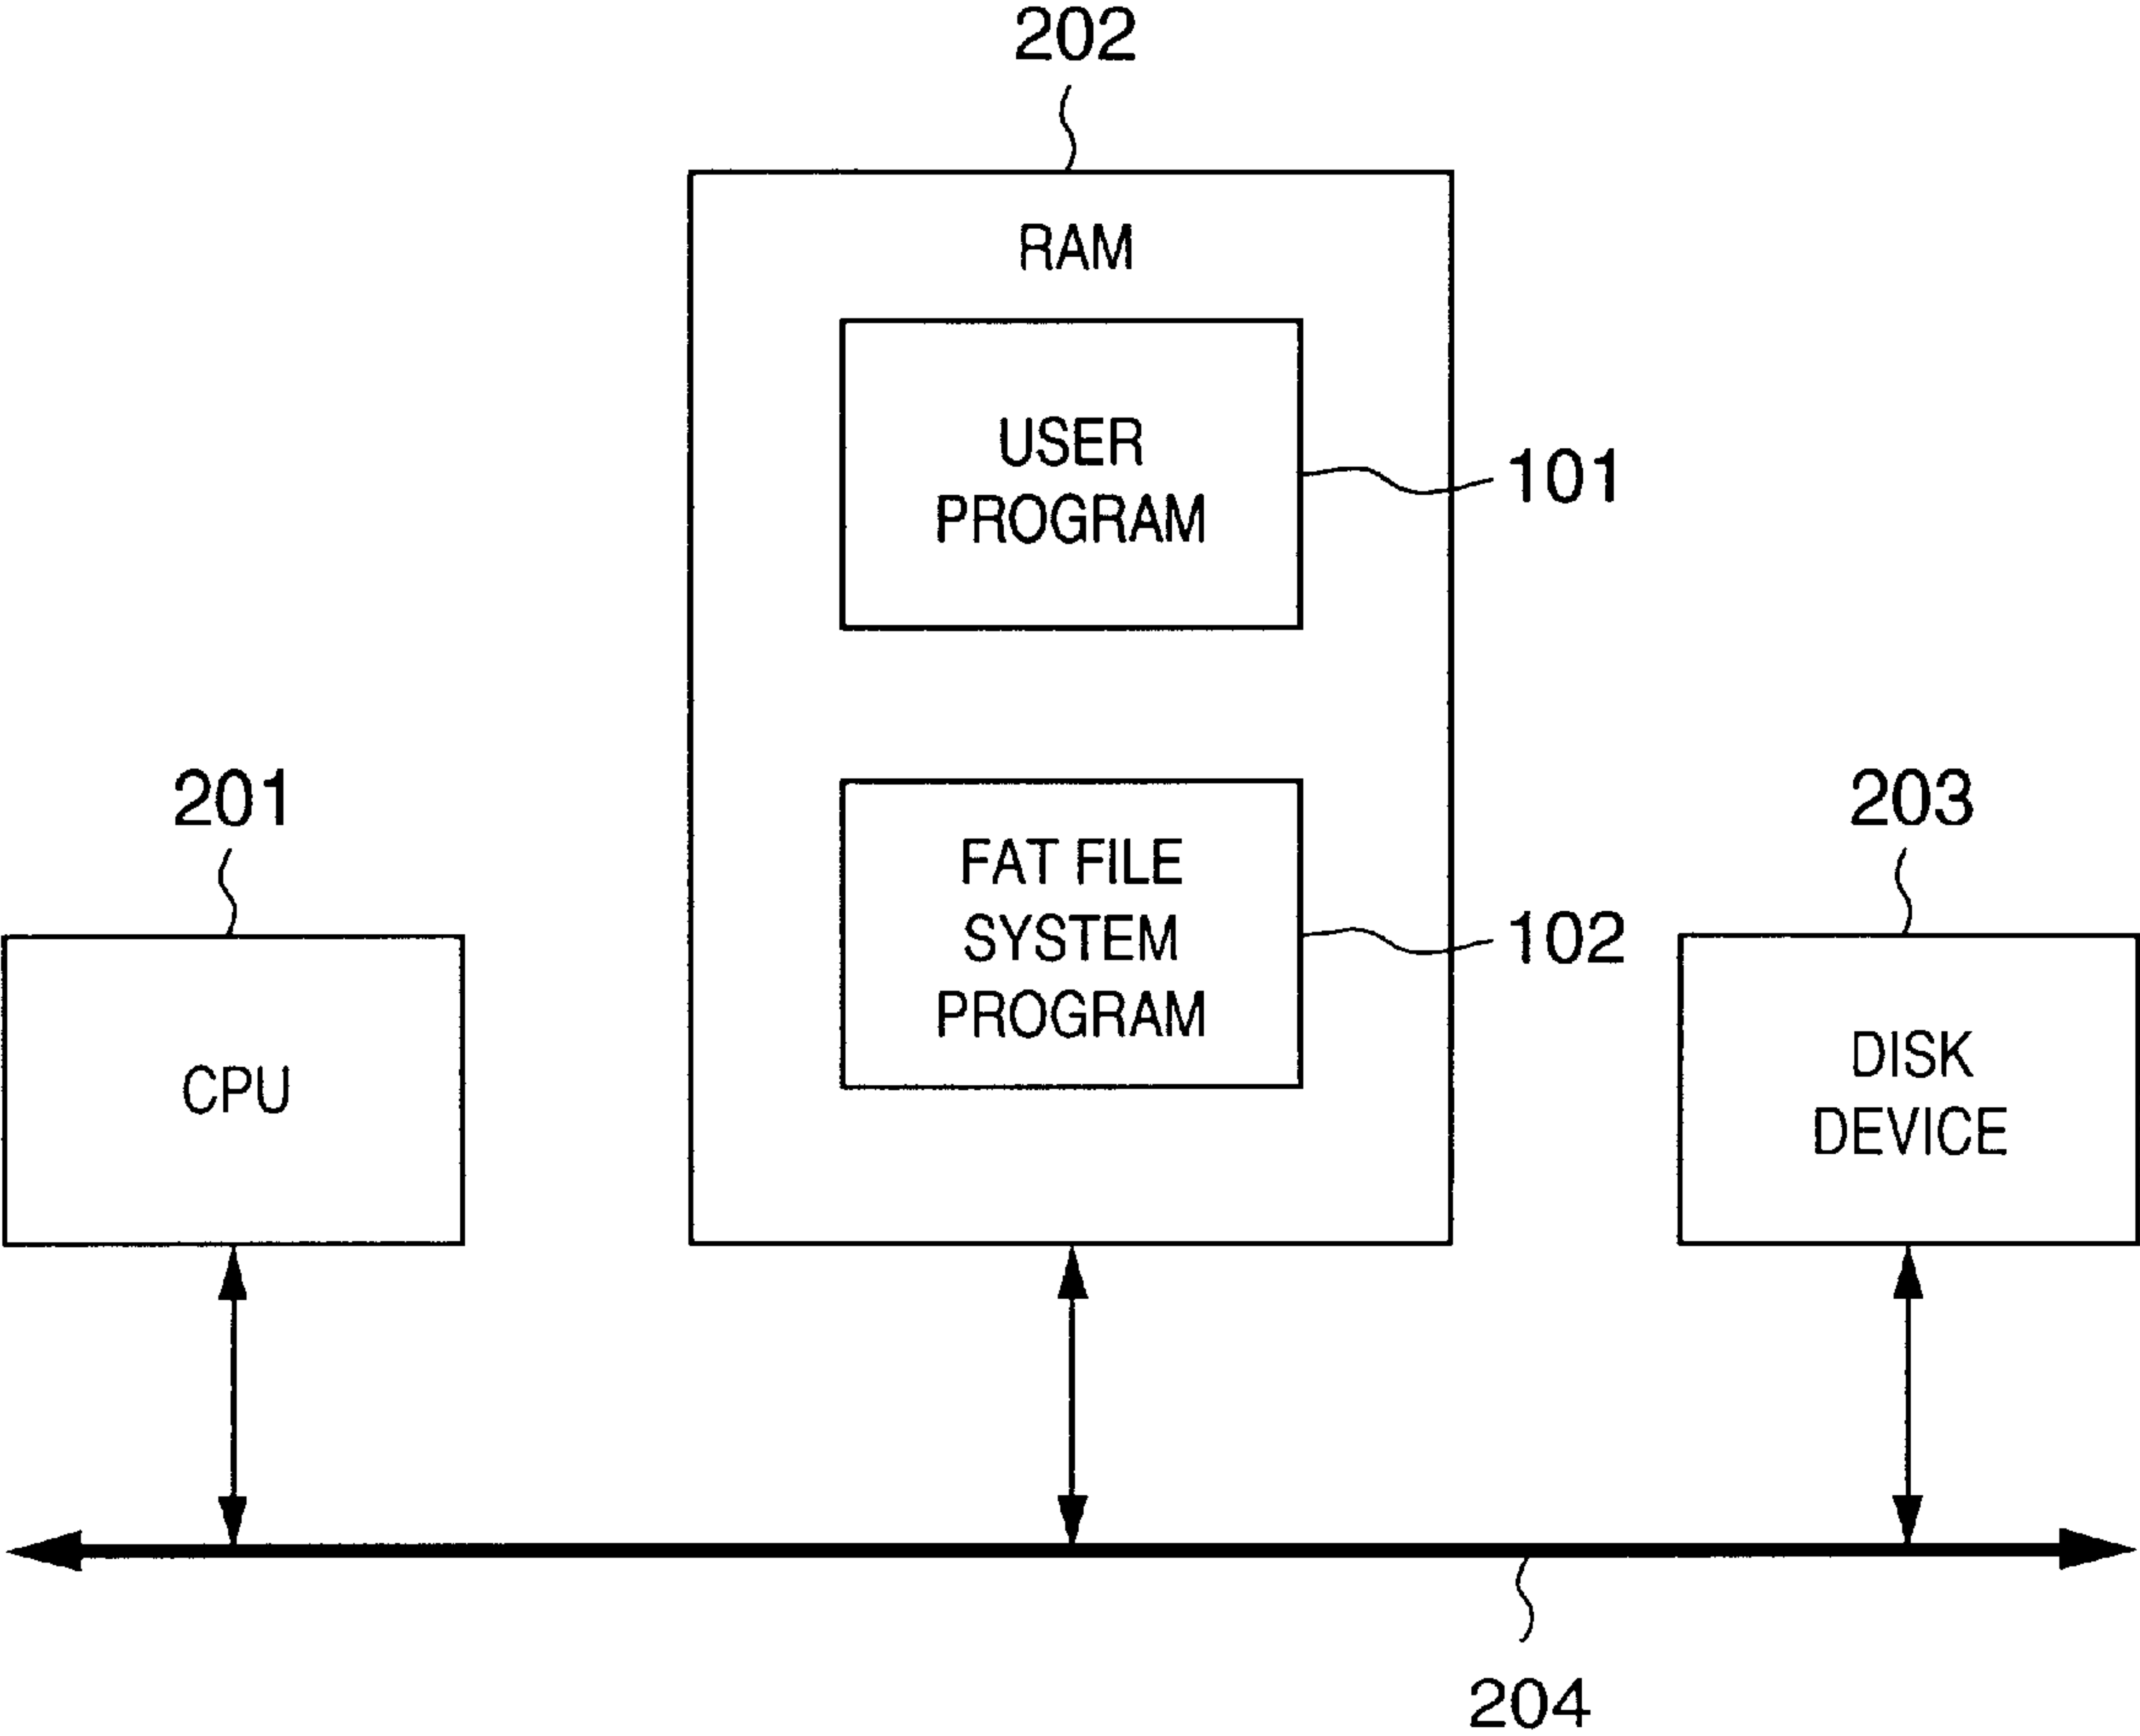 202
RAM
USER
PROGRAM
101
201
203
FAT FILE
SYSTEM
PROGRAM
102
CPU
DISK
DEVICE
204